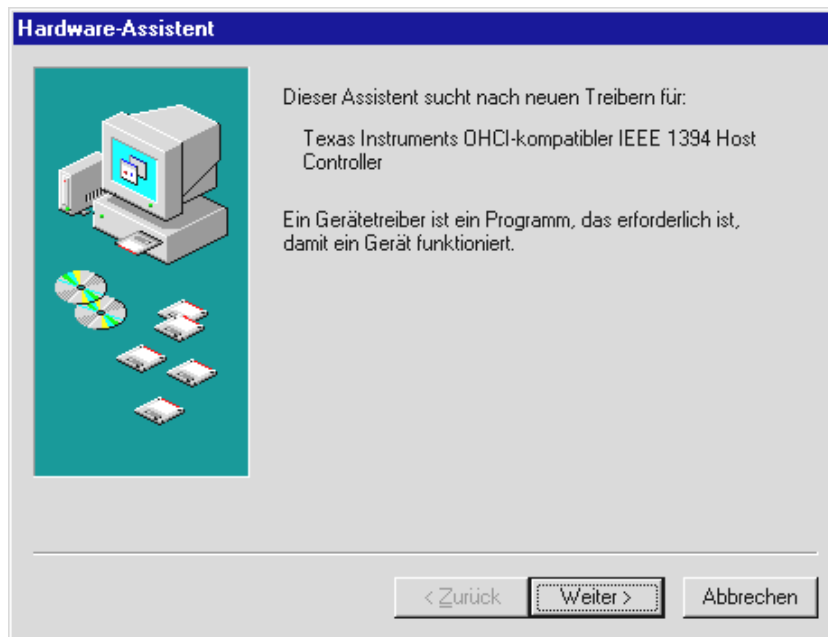 Hardware-Assistent
Dieser Assistent sucht nach neuen Treibern für:
Texas Instruments OHCI-kompatibler IEEE 1394 Host
Controller
Ein Gerätetreiber ist ein Programm, das erforderlich ist,
damit ein Gerät funktioniert.
< Zurück Weiter > Abbrechen